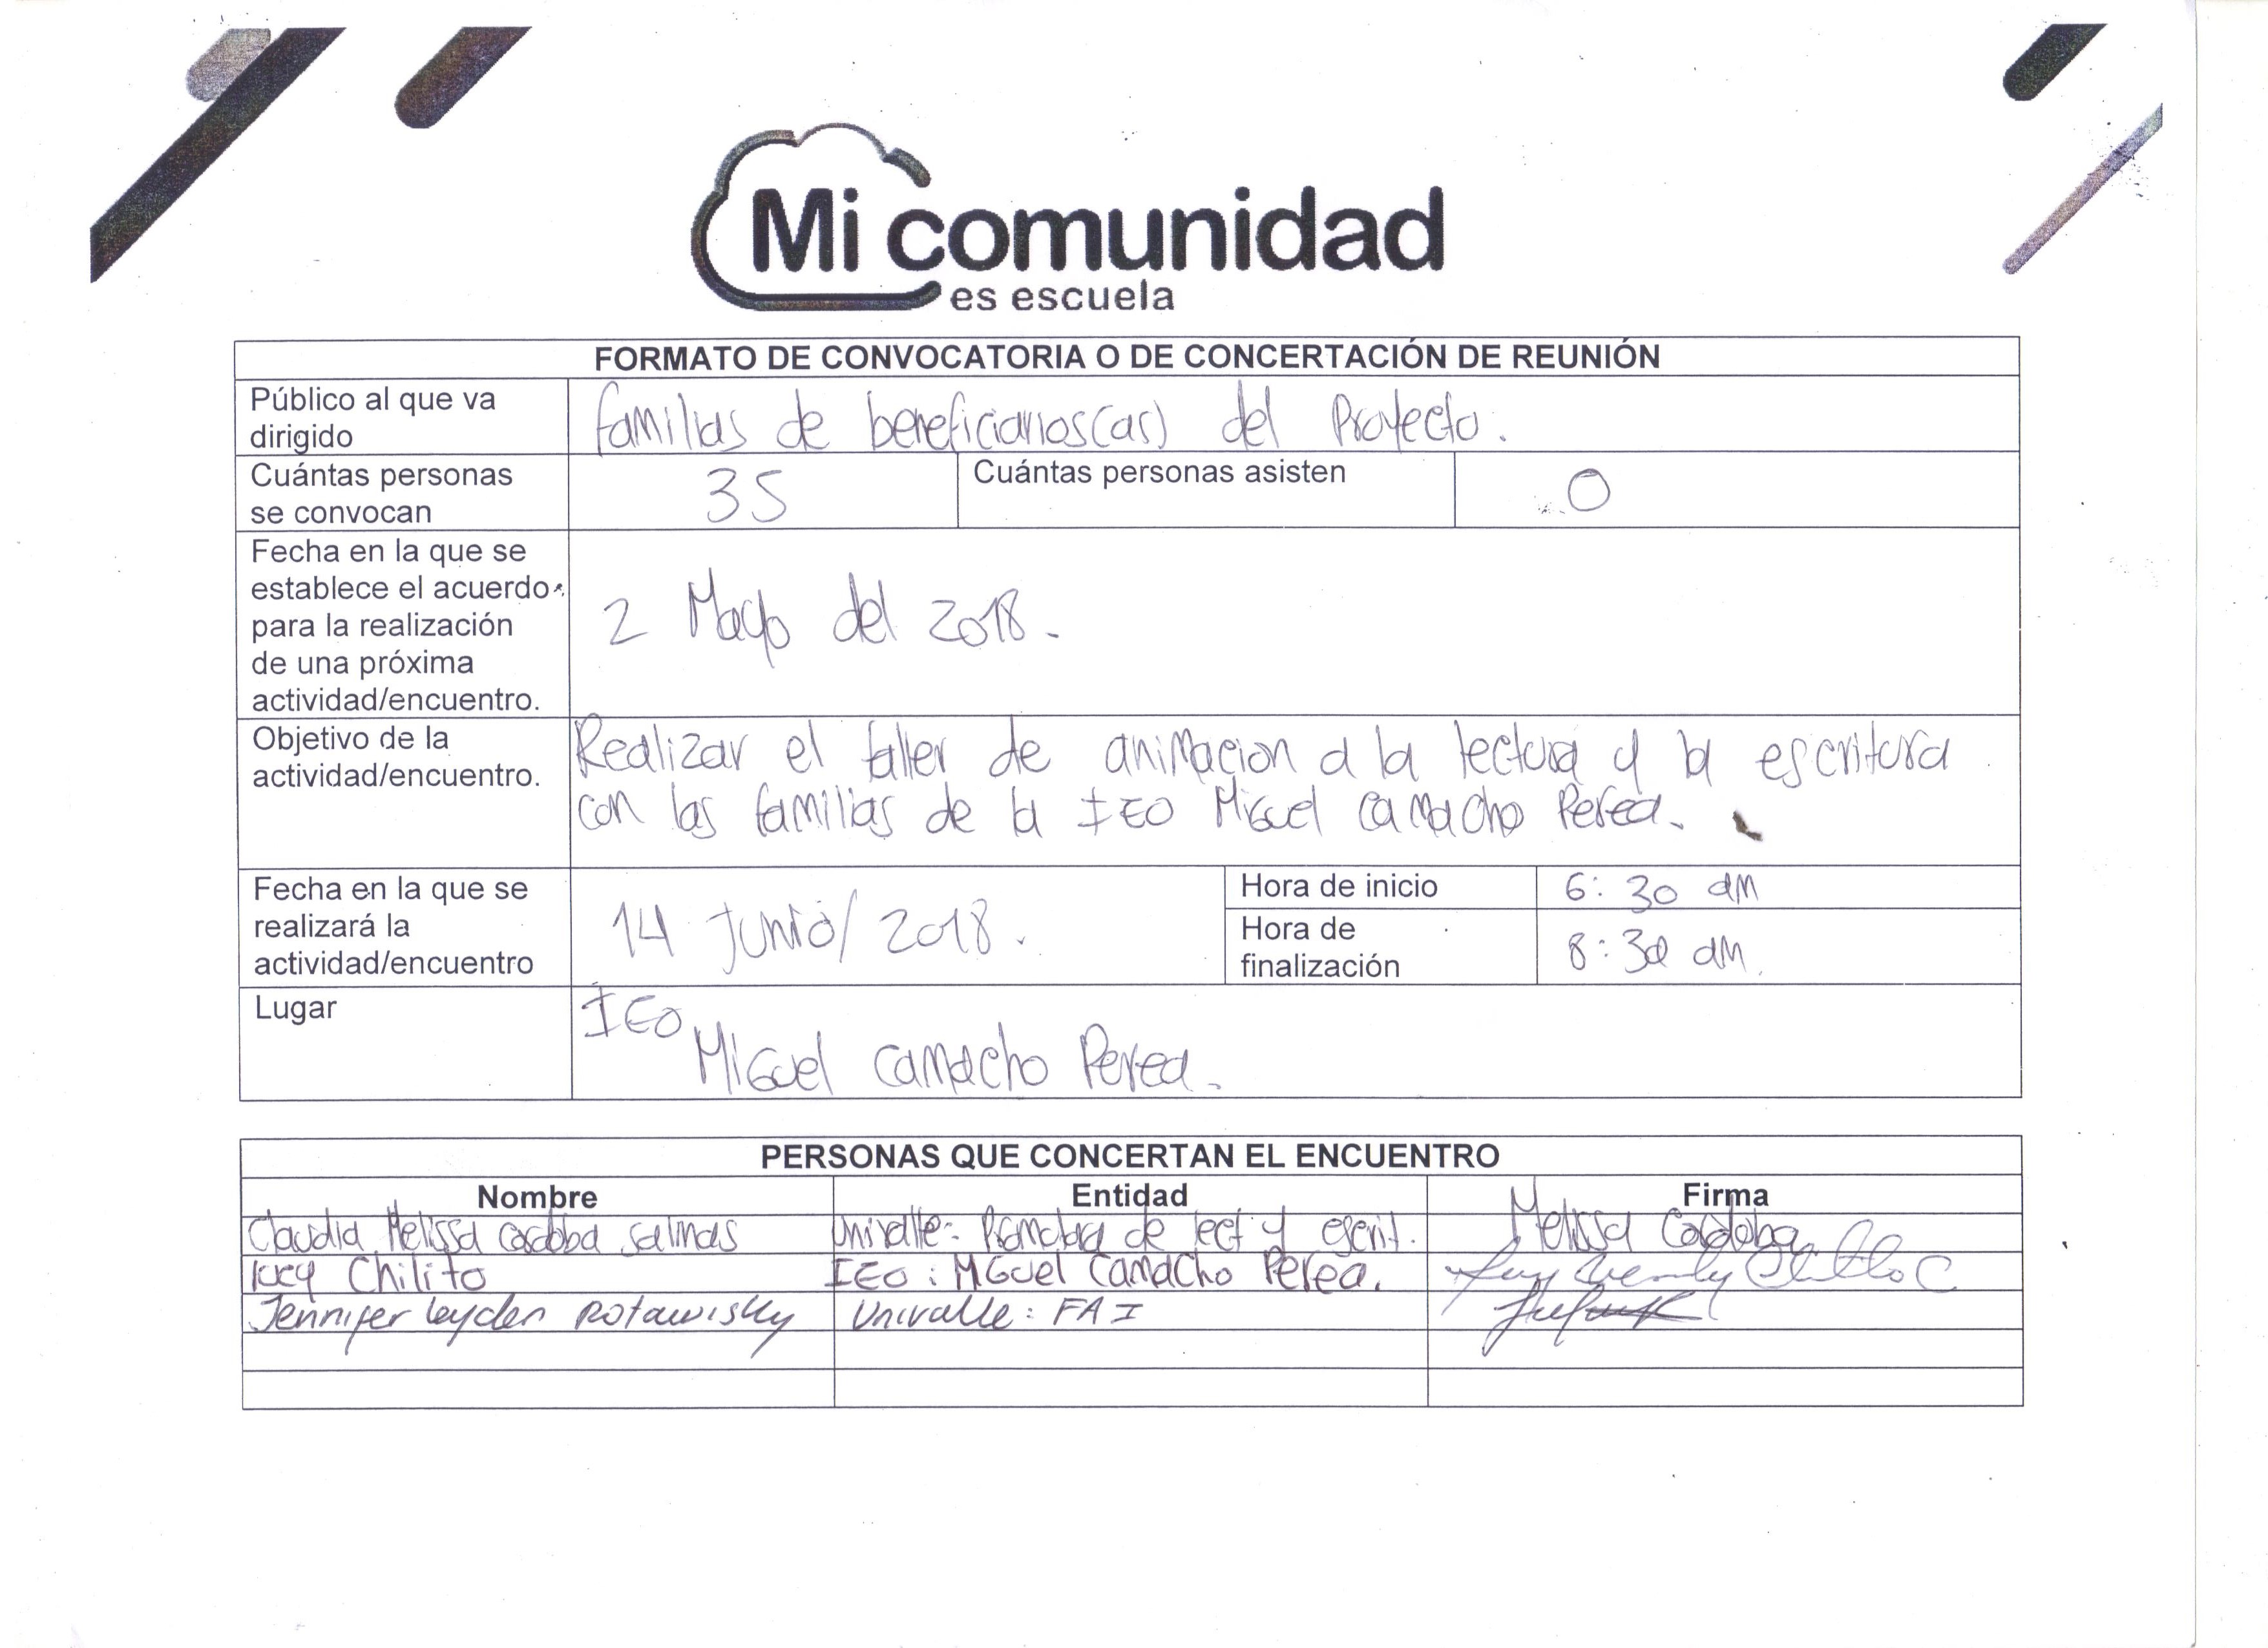 Mi comunidad
es escuela
FORMATO DE CONVOCATORIA O DE CONCERTACIÓN DE REUNIÓN
Público al que va
dirigido
familias de beneficiarios(as) del Proyecto.
Cuántas personas
se convocan
35
Cuántas personas asisten
0
Fecha en la que se
establece el acuerdo
para la realización
de una próxima
actividad/encuentro.
2 Mayo del 2018.
Objetivo de la
actividad/encuentro.
Realizar el taller de animacion a la lectura y la escritura
con las familias de la IEO Miguel Camacho Perea.
Fecha en la que se
realizará la
actividad/encuentro
14 Junio/2018.
Hora de inicio
6:30 am
Hora de
finalización
8:30 am.
Lugar
IEO
Miguel Camacho Perea.
PERSONAS QUE CONCERTAN EL ENCUENTRO
Nombre Entidad Firma
Claudia Melissa Cordoba Salinas Univalle: Promotora de lect y escrit. Melissa Cordoba
lucy Chilito IEO: Miguel Camacho Perea.
Jennifer leyden Rotawisky Univalle: FAI